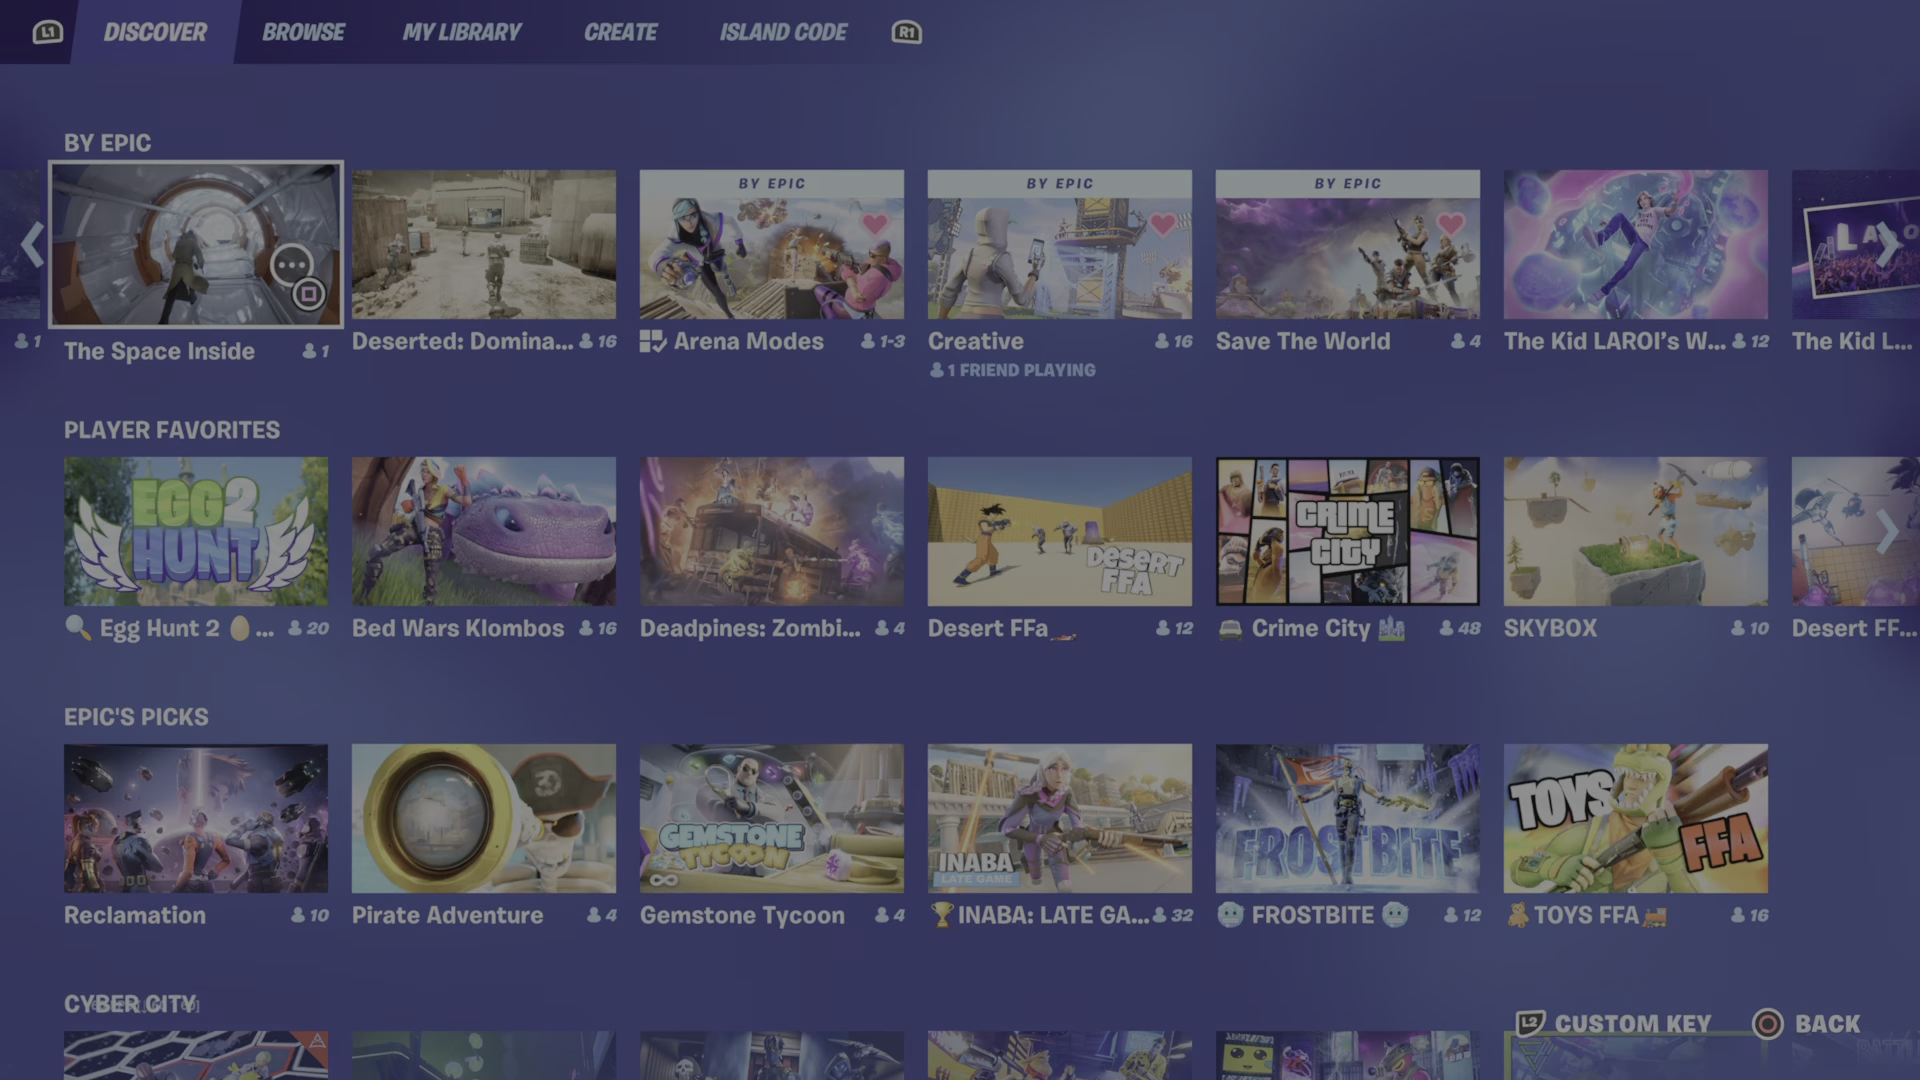 L1 DISCOVER BROWSE MY LIBRARY CREATE ISLAND CODE R1
BY EPIC
BY EPIC BY EPIC BY EPIC
LARO
The Space Inside 1
1 Deserted: Domina... 16 Arena Modes 1-3 Creative 16 Save The World 4 The Kid LAROI's W... 12 The Kid L...
1 FRIEND PLAYING
PLAYER FAVORITES
EGG HUNT 2
DESERT FFA
CRIME CITY
Egg Hunt 2 ... 20 Bed Wars Klombos 16 Deadpines: Zombi... 4 Desert FFa 12 Crime City 48 SKYBOX 10 Desert FF...
EPIC'S PICKS
GEMSTONE TYCOON
INABA LATE GAME
FROSTBITE
TOYS FFA
Reclamation 10 Pirate Adventure 4 Gemstone Tycoon 4 INABA: LATE GA... 32 FROSTBITE 12 TOYS FFA 16
CYBER CITY
L2 CUSTOM KEY BACK